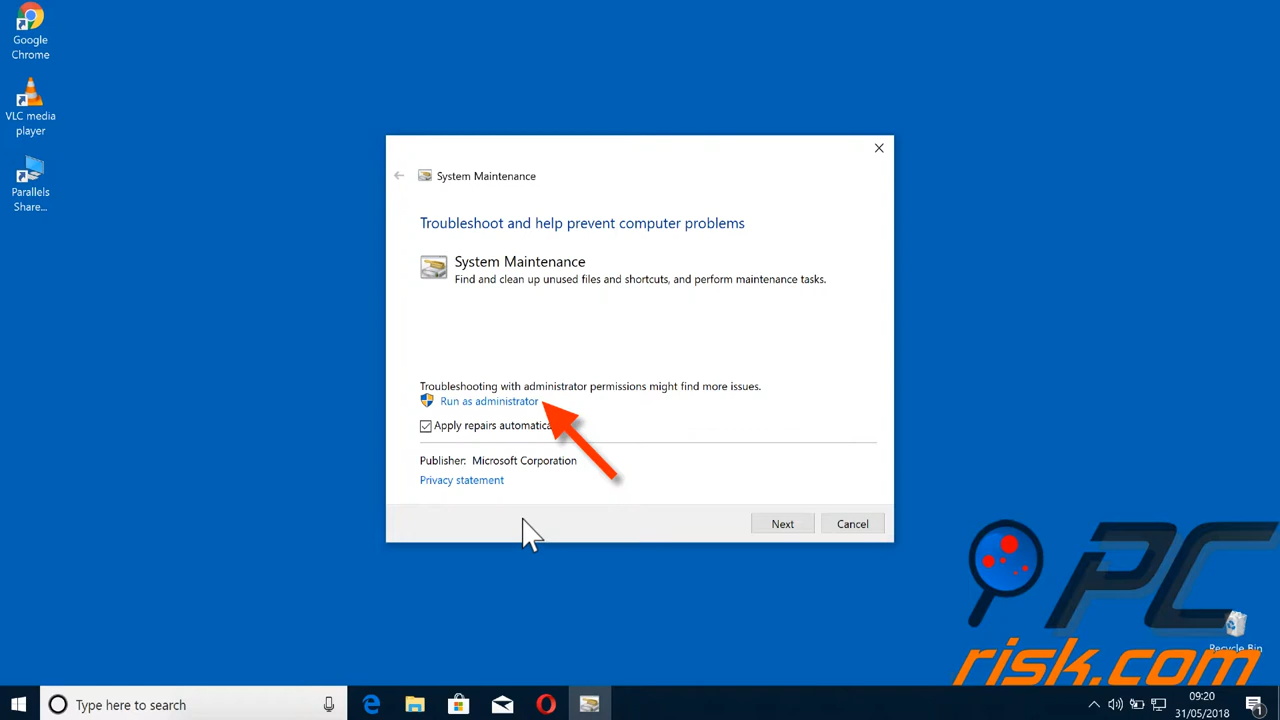 Google
Chrome
VLC media
player
Parallels
Share...
System Maintenance
Troubleshoot and help prevent computer problems
System Maintenance
Find and clean up unused files and shortcuts, and perform maintenance tasks.
Troubleshooting with administrator permissions might find more issues.
Run as administrator
Apply repairs automatica
Publisher: Microsoft Corporation
Privacy statement
Next
Cancel
PC
risk.com
Recycle Bin
Type here to search
09:20
31/05/2018
1